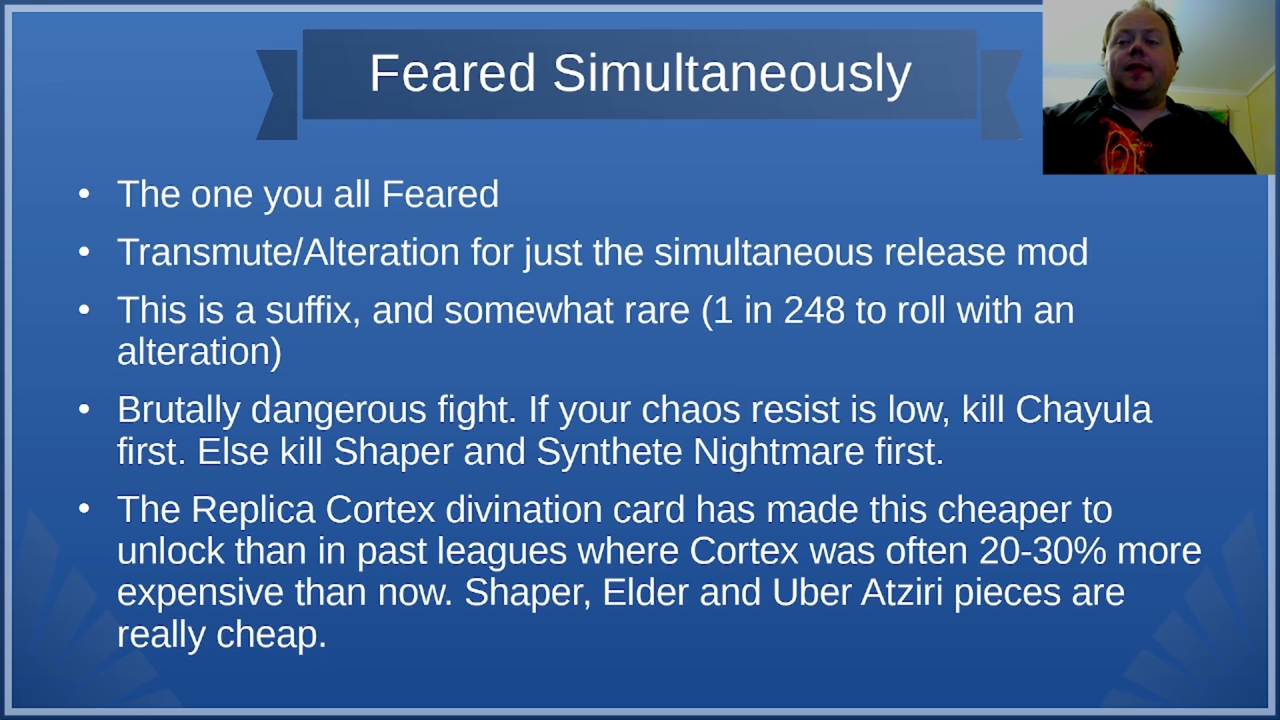 Feared Simultaneously
• The one you all Feared
• Transmute/Alteration for just the simultaneous release mod
• This is a suffix, and somewhat rare (1 in 248 to roll with an
alteration)
• Brutally dangerous fight. If your chaos resist is low, kill Chayula
first. Else kill Shaper and Synthete Nightmare first.
• The Replica Cortex divination card has made this cheaper to
unlock than in past leagues where Cortex was often 20-30% more
expensive than now. Shaper, Elder and Uber Atziri pieces are
really cheap.